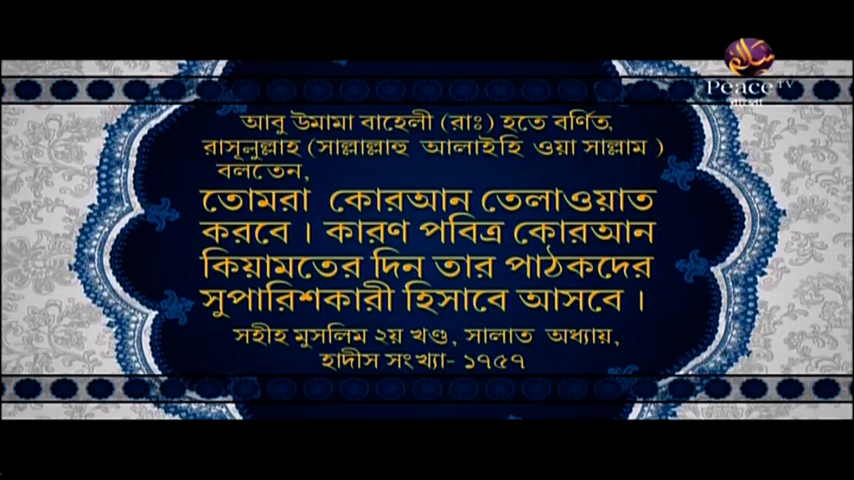 سلام
Peace TV
বাংলা
আবু উমামা বাহেলী (রাঃ) হতে বর্ণিত,
রাসূলুল্লাহ (সাল্লাল্লাহু আলাইহি ওয়া সাল্লাম )
বলতেন,
তোমরা কোরআন তেলাওয়াত
করবে । কারণ পবিত্র কোরআন
কিয়ামতের দিন তার পাঠকদের
সুপারিশকারী হিসাবে আসবে ।
সহীহ মুসলিম ২য় খণ্ড, সালাত অধ্যায়,
হাদীস সংখ্যা- ১৭৫৭